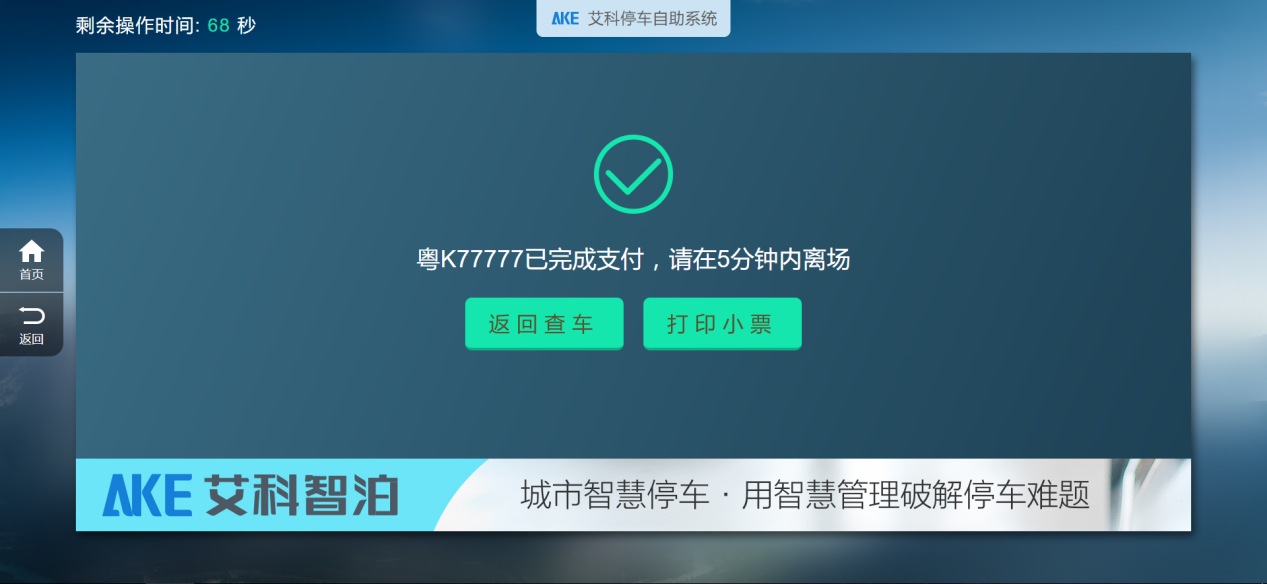 剩余操作时间: 68 秒
AKE 艾科停车自助系统
首页
返回
粤K77777已完成支付，请在5分钟内离场
返回查车
打印小票
AKE 艾科智泊
城市智慧停车 · 用智慧管理破解停车难题